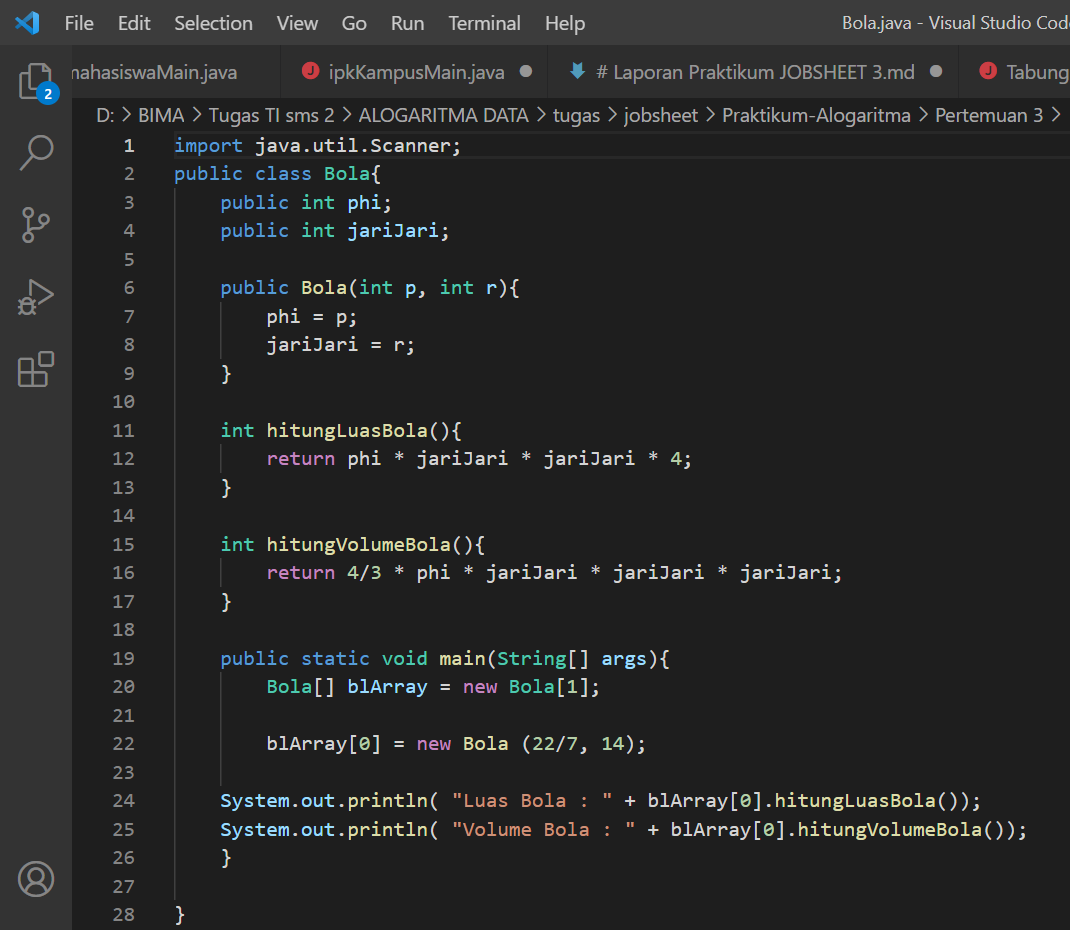 File Edit Selection View Go Run Terminal Help Bola.java - Visual Studio Cod
nahasiswaMain.java ipkKampusMain.java # Laporan Praktikum JOBSHEET 3.md Tabung
2
D: > BIMA > Tugas TI sms 2 > ALOGARITMA DATA > tugas > jobsheet > Praktikum-Alogaritma > Pertemuan 3 >
1 import java.util.Scanner;
2 public class Bola{
3 public int phi;
4 public int jariJari;
5
6 public Bola(int p, int r){
7 phi = p;
8 jariJari = r;
9 }
10
11 int hitungLuasBola(){
12 return phi * jariJari * jariJari * 4;
13 }
14
15 int hitungVolumeBola(){
16 return 4/3 * phi * jariJari * jariJari * jariJari;
17 }
18
19 public static void main(String[] args){
20 Bola[] blArray = new Bola[1];
21
22 blArray[0] = new Bola (22/7, 14);
23
24 System.out.println( "Luas Bola : " + blArray[0].hitungLuasBola());
25 System.out.println( "Volume Bola : " + blArray[0].hitungVolumeBola());
26 }
27
28 }